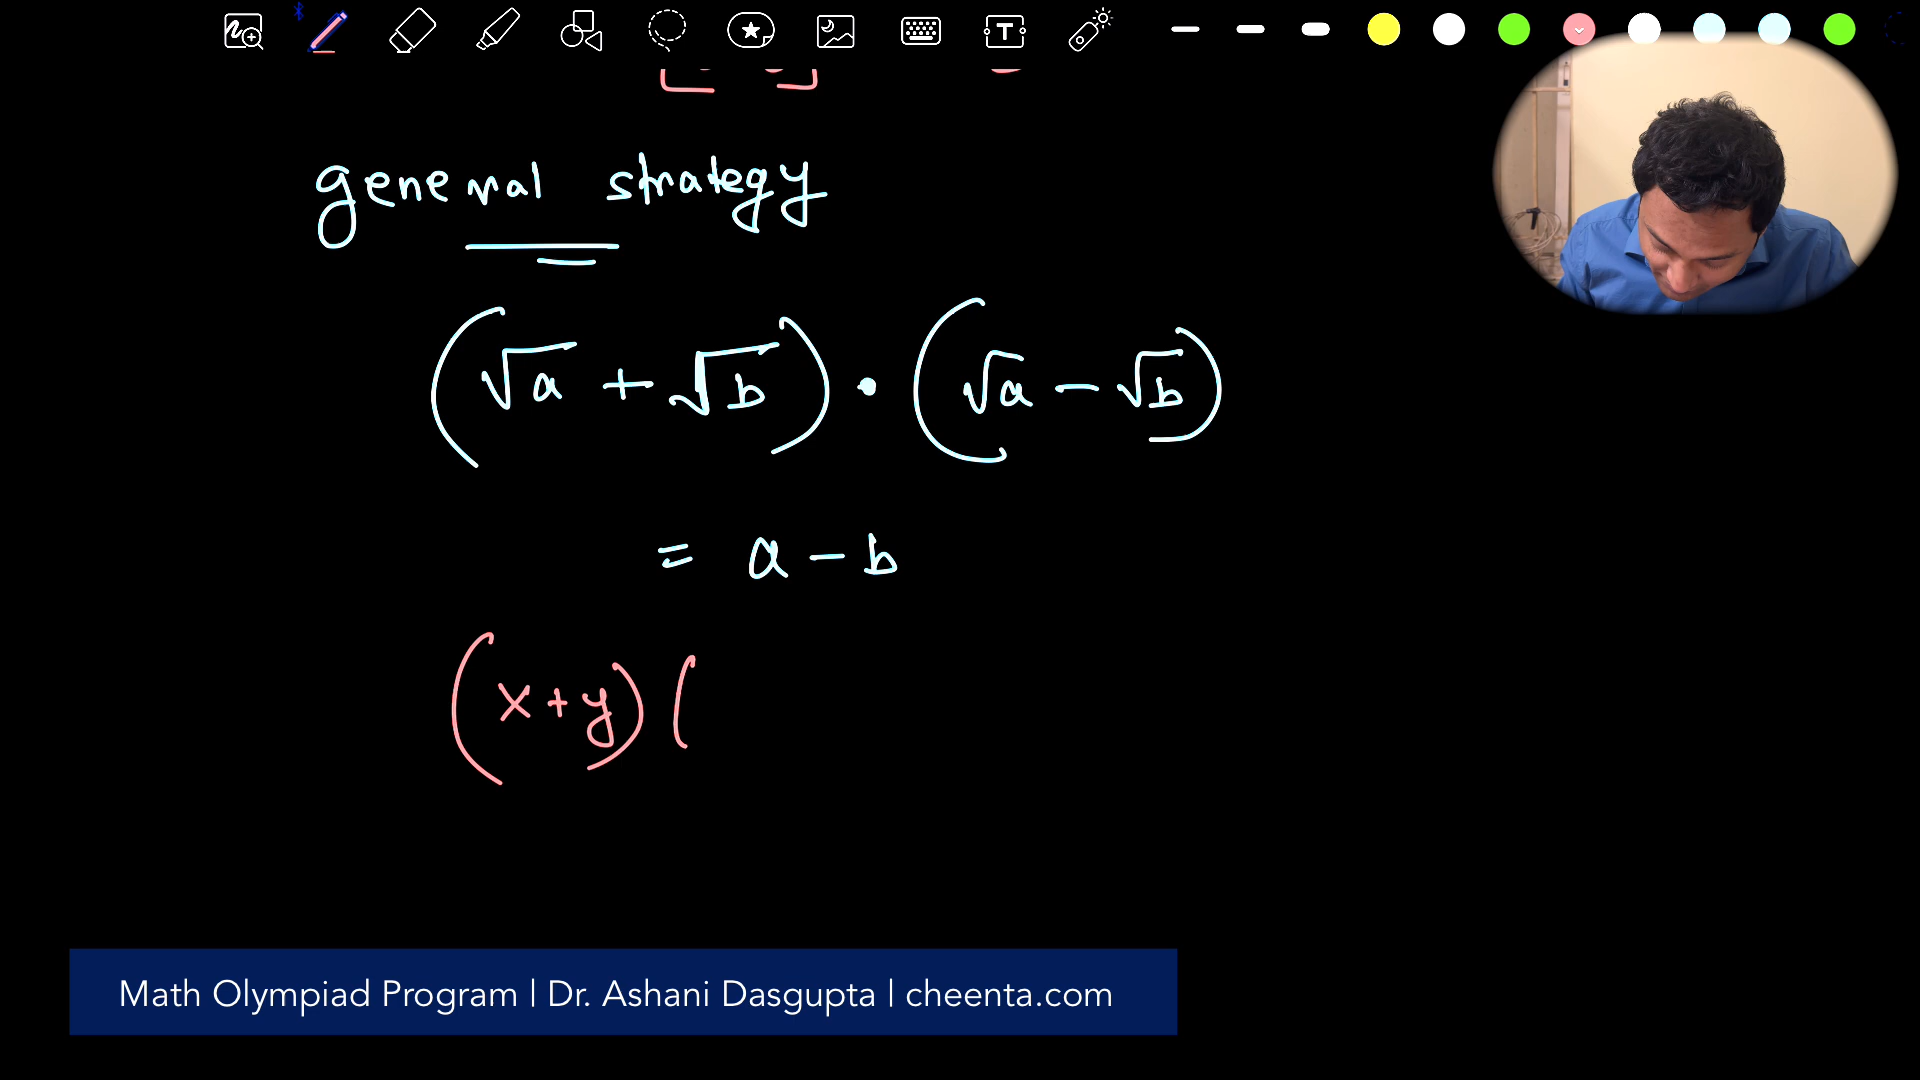 general strategy
(√a + √b) · (√a − √b)
= a − b
(x + y) (
Math Olympiad Program | Dr. Ashani Dasgupta | cheenta.com